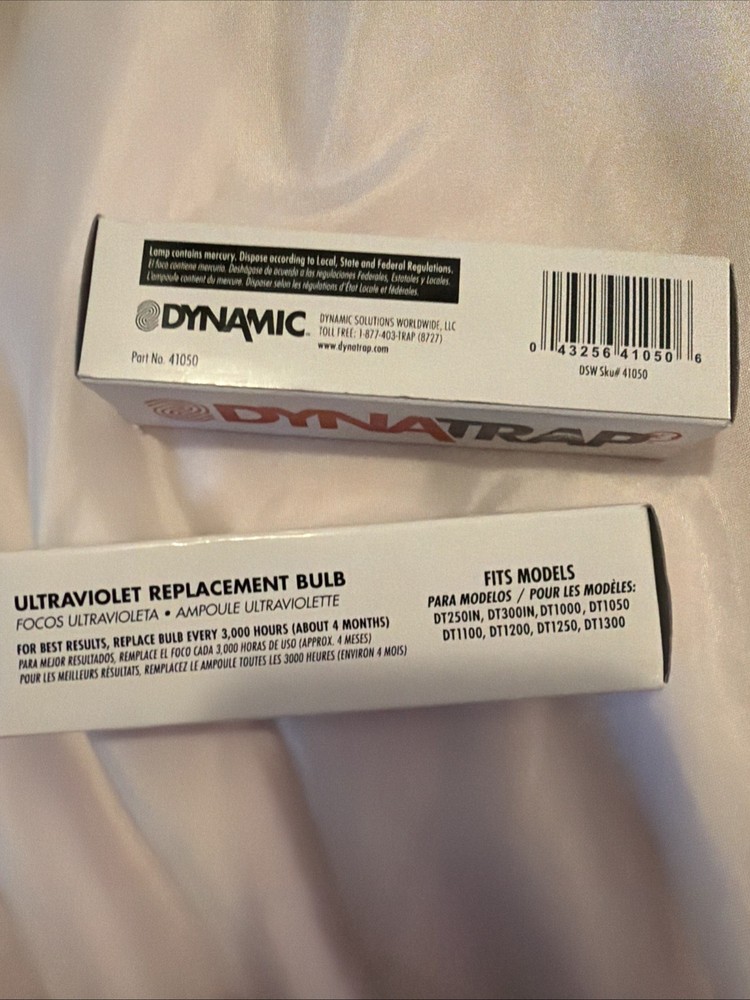 Lamp contains mercury, Dispose according to Local, State and Federal Regulations.
El foco contiene mercurio. Deshágase de acuerdo a las regulaciones Federales, Estatales y Locales.
L'ampoule contient du mercure. Disposer selon les régulations d'État Locale et fédérales.
DYNAMIC™
DYNAMIC SOLUTIONS WORLDWIDE, LLC
TOLL FREE: 1-877-403-TRAP (8727)
www.dynatrap.com
Part No. 41050
0 43256 41050 6
DSW Sku# 41050
DYNATRAP®
ULTRAVIOLET REPLACEMENT BULB
FOCOS ULTRAVIOLETA • AMPOULE ULTRAVIOLETTE
FOR BEST RESULTS, REPLACE BULB EVERY 3,000 HOURS (ABOUT 4 MONTHS)
PARA MEJOR RESULTADOS, REMPLACE EL FOCO CADA 3,000 HORAS DE USO (APPROX. 4 MESES)
POUR LES MEILLEURS RÉSULTATS, REMPLACEZ LE AMPOULE TOUTES LES 3000 HEURES (ENVIRON 4 MOIS)
FITS MODELS
PARA MODELOS / POUR LES MODÈLES:
DT250IN, DT300IN, DT1000, DT1050
DT1100, DT1200, DT1250, DT1300